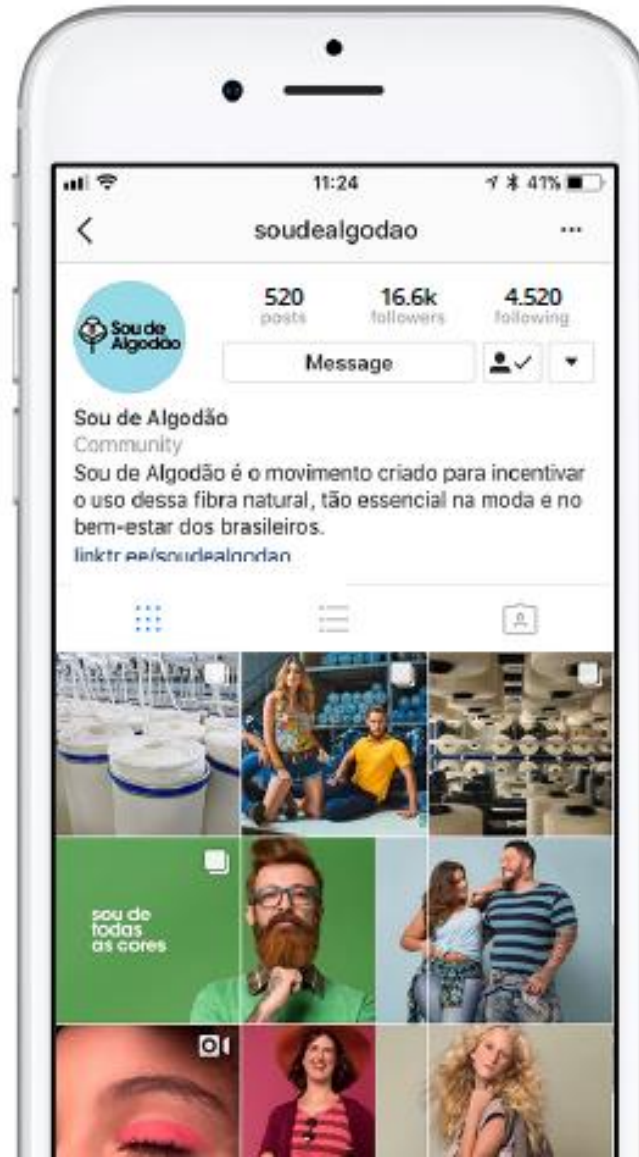 11:24
41%
soudealgodao
520 16.6k 4.520
posts followers following
Sou de
Algodão
Message
Sou de Algodão
Community
Sou de Algodão é o movimento criado para incentivar
o uso dessa fibra natural, tão essencial na moda e no
bem-estar dos brasileiros.
linktr.ee/soudealgodao
sou de
todas
as cores